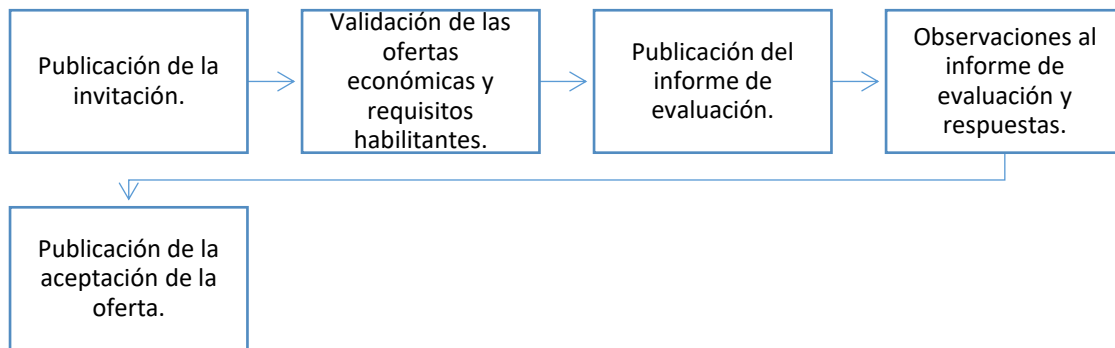 Publicación de la
invitación.
Validación de las
ofertas
económicas y
requisitos
habilitantes.
Publicación del
informe de
evaluación.
Observaciones al
informe de
evaluación y
respuestas.
Publicación de la
aceptación de la
oferta.